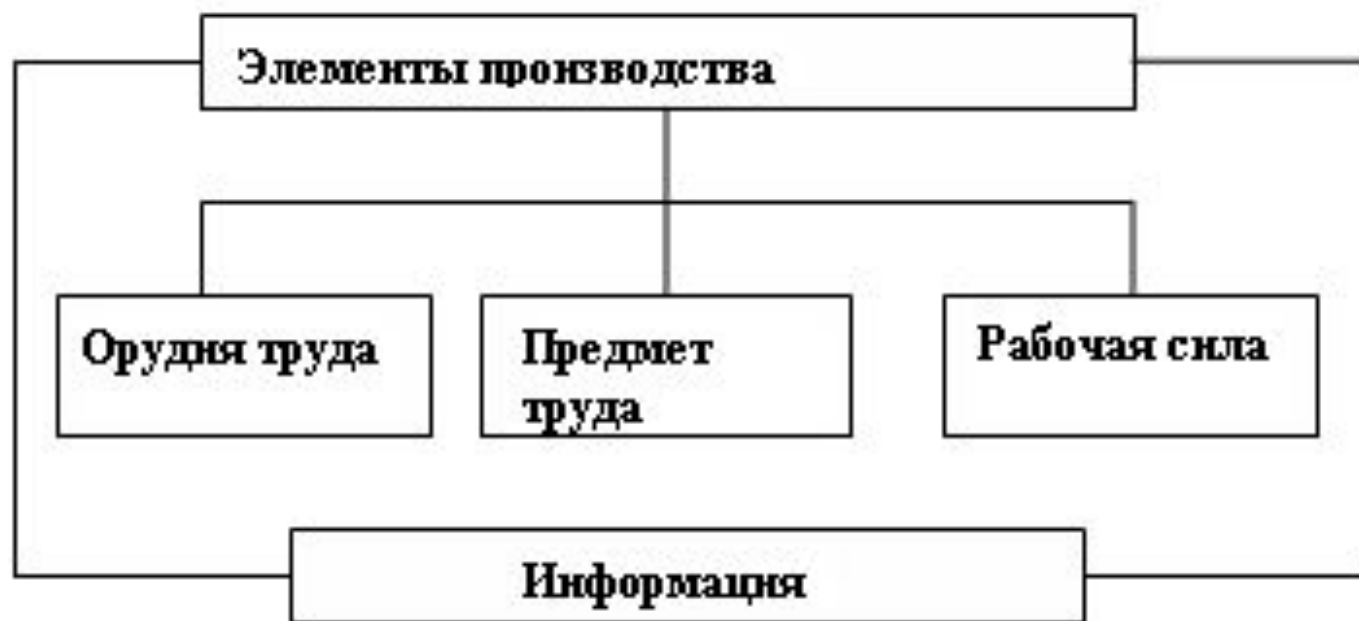 Элементы производства
Орудия труда
Предмет
труда
Рабочая сила
Информация